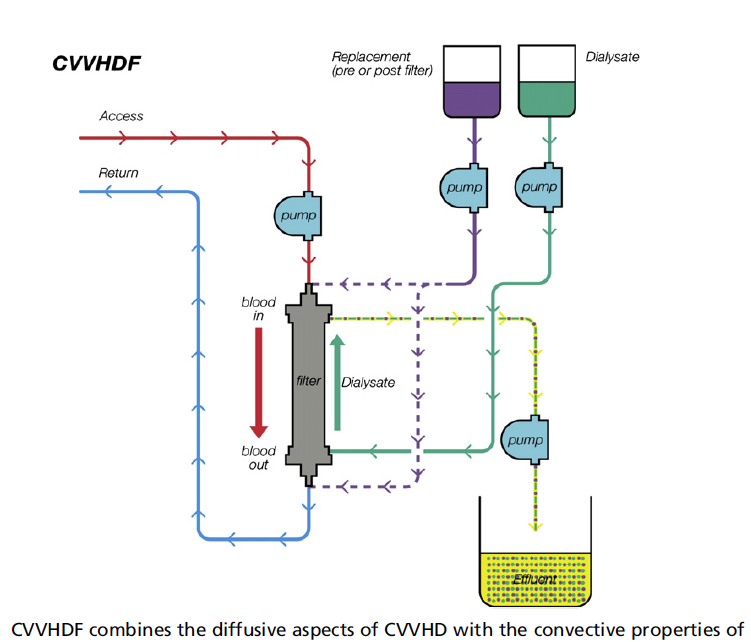 CVVHDF
Replacement
(pre or post filter)
Dialysate
Access
Return
pump
pump
pump
blood
in
filter
Dialysate
blood
out
pump
Effluent
CVVHDF combines the diffusive aspects of CVVHD with the convective properties of